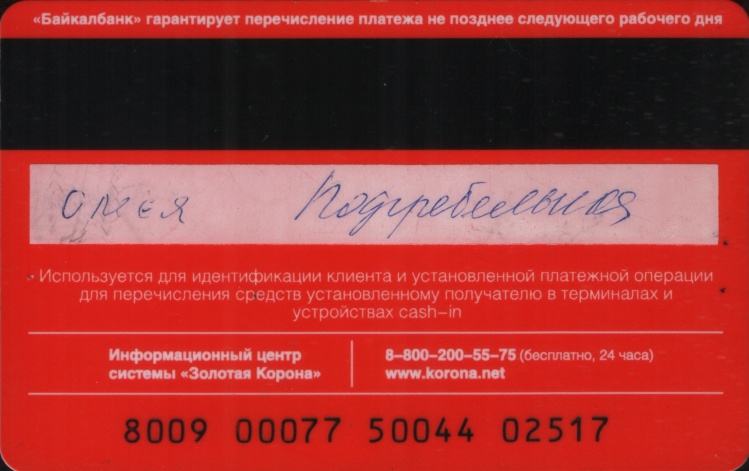 «Байкалбанк» гарантирует перечисление платежа не позднее следующего рабочего дня
Олея Погребельная
Используется для идентификации клиента и установленной платежной операции
для перечисления средств установленному получателю в терминалах и
устройствах cash–in
Информационный центр
системы «Золотая Корона»
8–800–200–55–75 (бесплатно, 24 часа)
www.korona.net
8009 00077 50044 02517